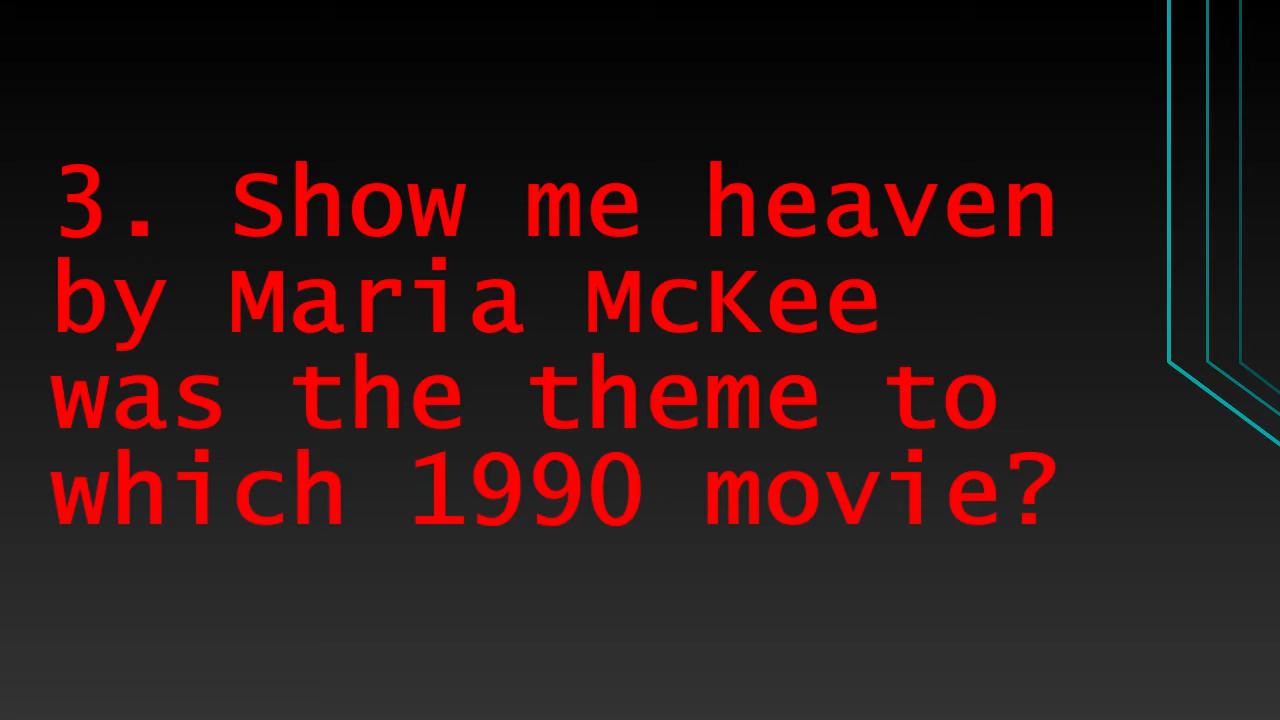 3. Show me heaven
by Maria McKee
was the theme to
which 1990 movie?